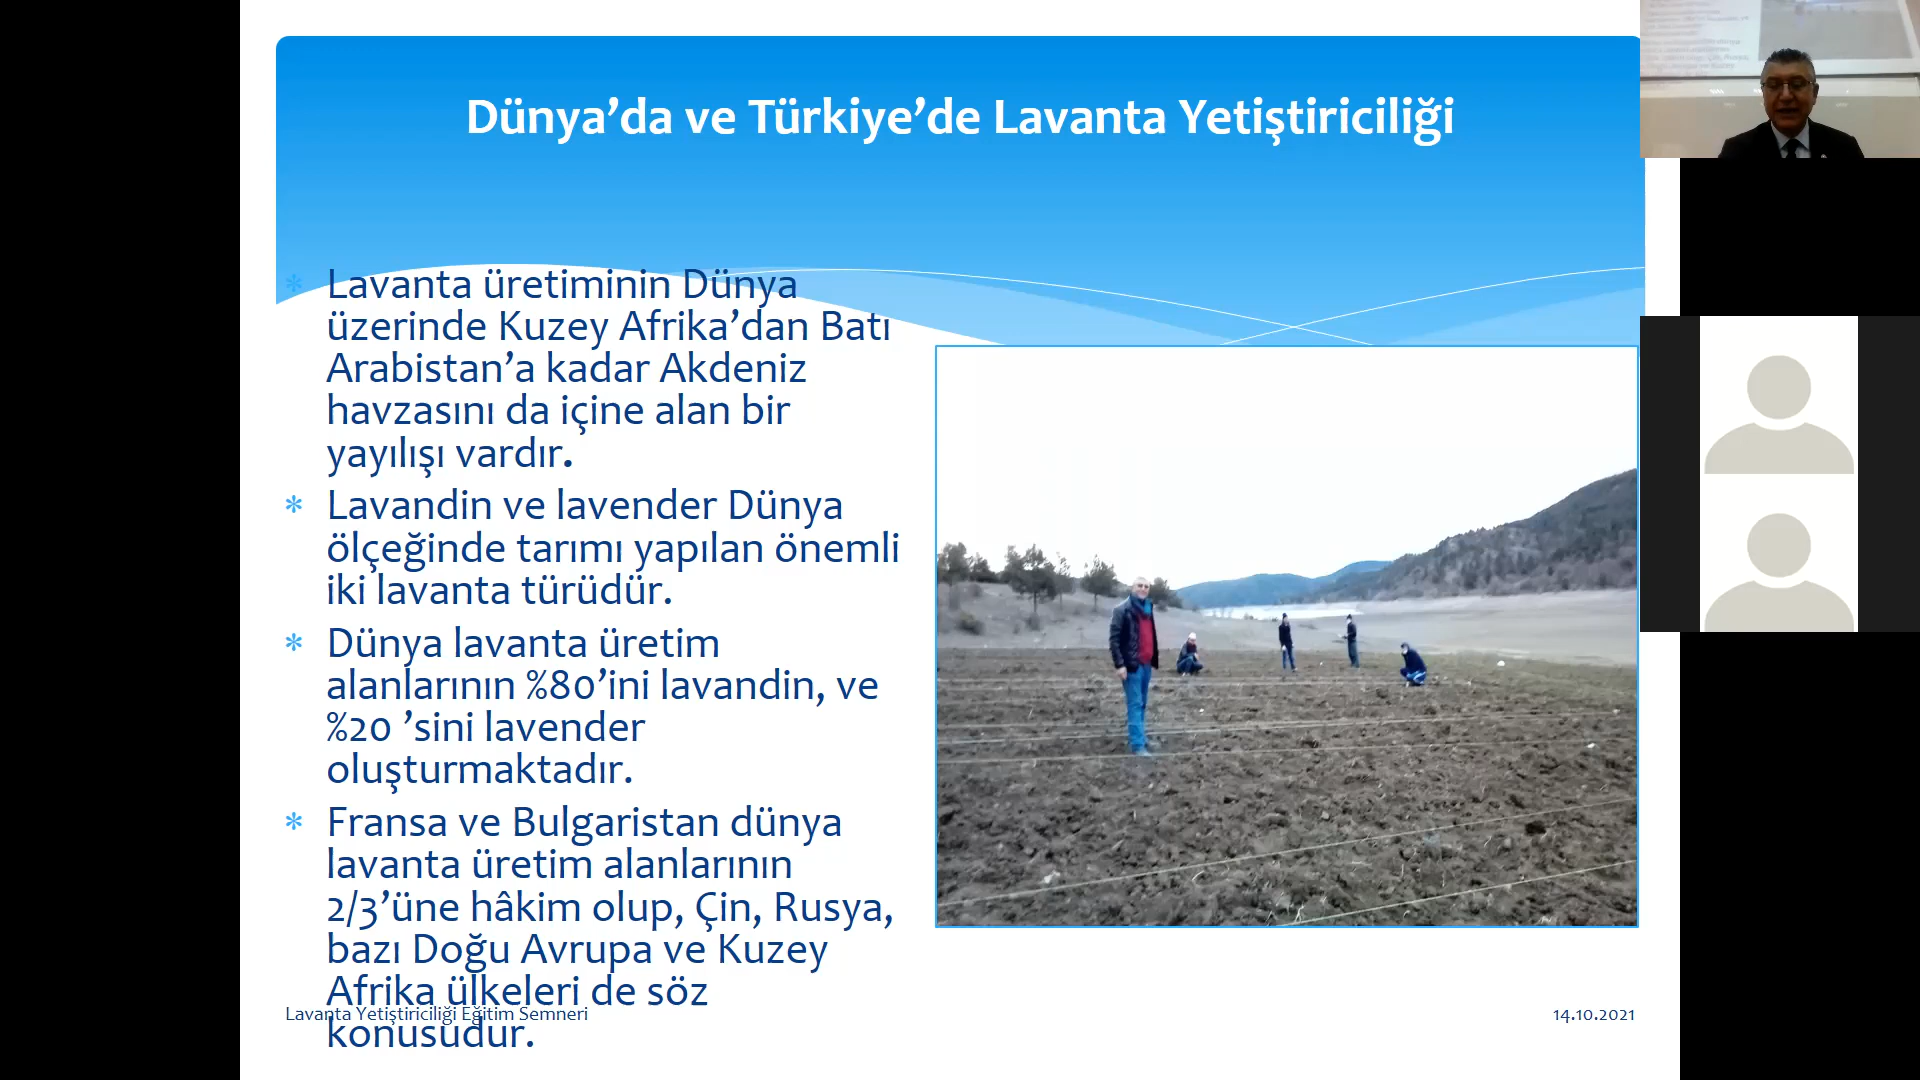 Dünya’da ve Türkiye’de Lavanta Yetiştiriciliği
* Lavanta üretiminin Dünya
üzerinde Kuzey Afrika’dan Batı
Arabistan’a kadar Akdeniz
havzasını da içine alan bir
yayılışı vardır.
* Lavandin ve lavender Dünya
ölçeğinde tarımı yapılan önemli
iki lavanta türüdür.
* Dünya lavanta üretim
alanlarının %80’ini lavandin, ve
%20 ’sini lavender
oluşturmaktadır.
* Fransa ve Bulgaristan dünya
lavanta üretim alanlarının
2/3’üne hâkim olup, Çin, Rusya,
bazı Doğu Avrupa ve Kuzey
Afrika ülkeleri de söz
konusudur.
Lavanta Yetiştiriciliği Eğitim Semneri
14.10.2021